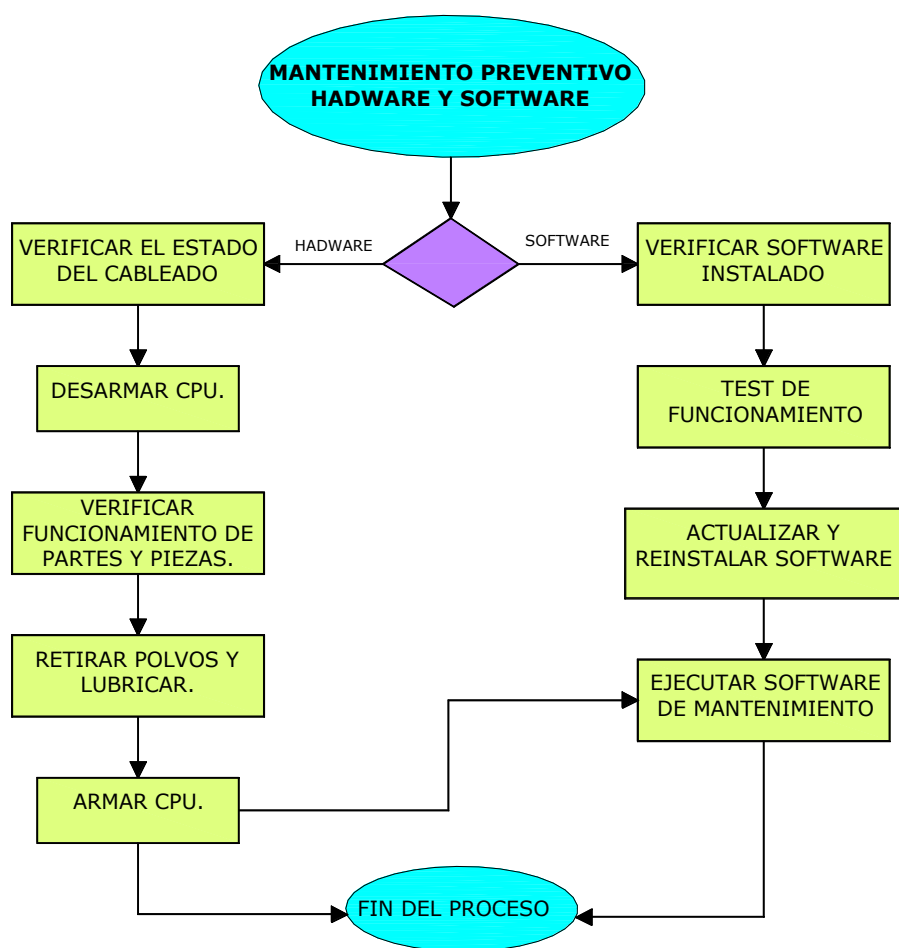 MANTENIMIENTO PREVENTIVO
HADWARE Y SOFTWARE
HADWARE
SOFTWARE
VERIFICAR EL ESTADO
DEL CABLEADO
DESARMAR CPU.
VERIFICAR
FUNCIONAMIENTO DE
PARTES Y PIEZAS.
RETIRAR POLVOS Y
LUBRICAR.
ARMAR CPU.
VERIFICAR SOFTWARE
INSTALADO
TEST DE
FUNCIONAMIENTO
ACTUALIZAR Y
REINSTALAR SOFTWARE
EJECUTAR SOFTWARE
DE MANTENIMIENTO
FIN DEL PROCESO